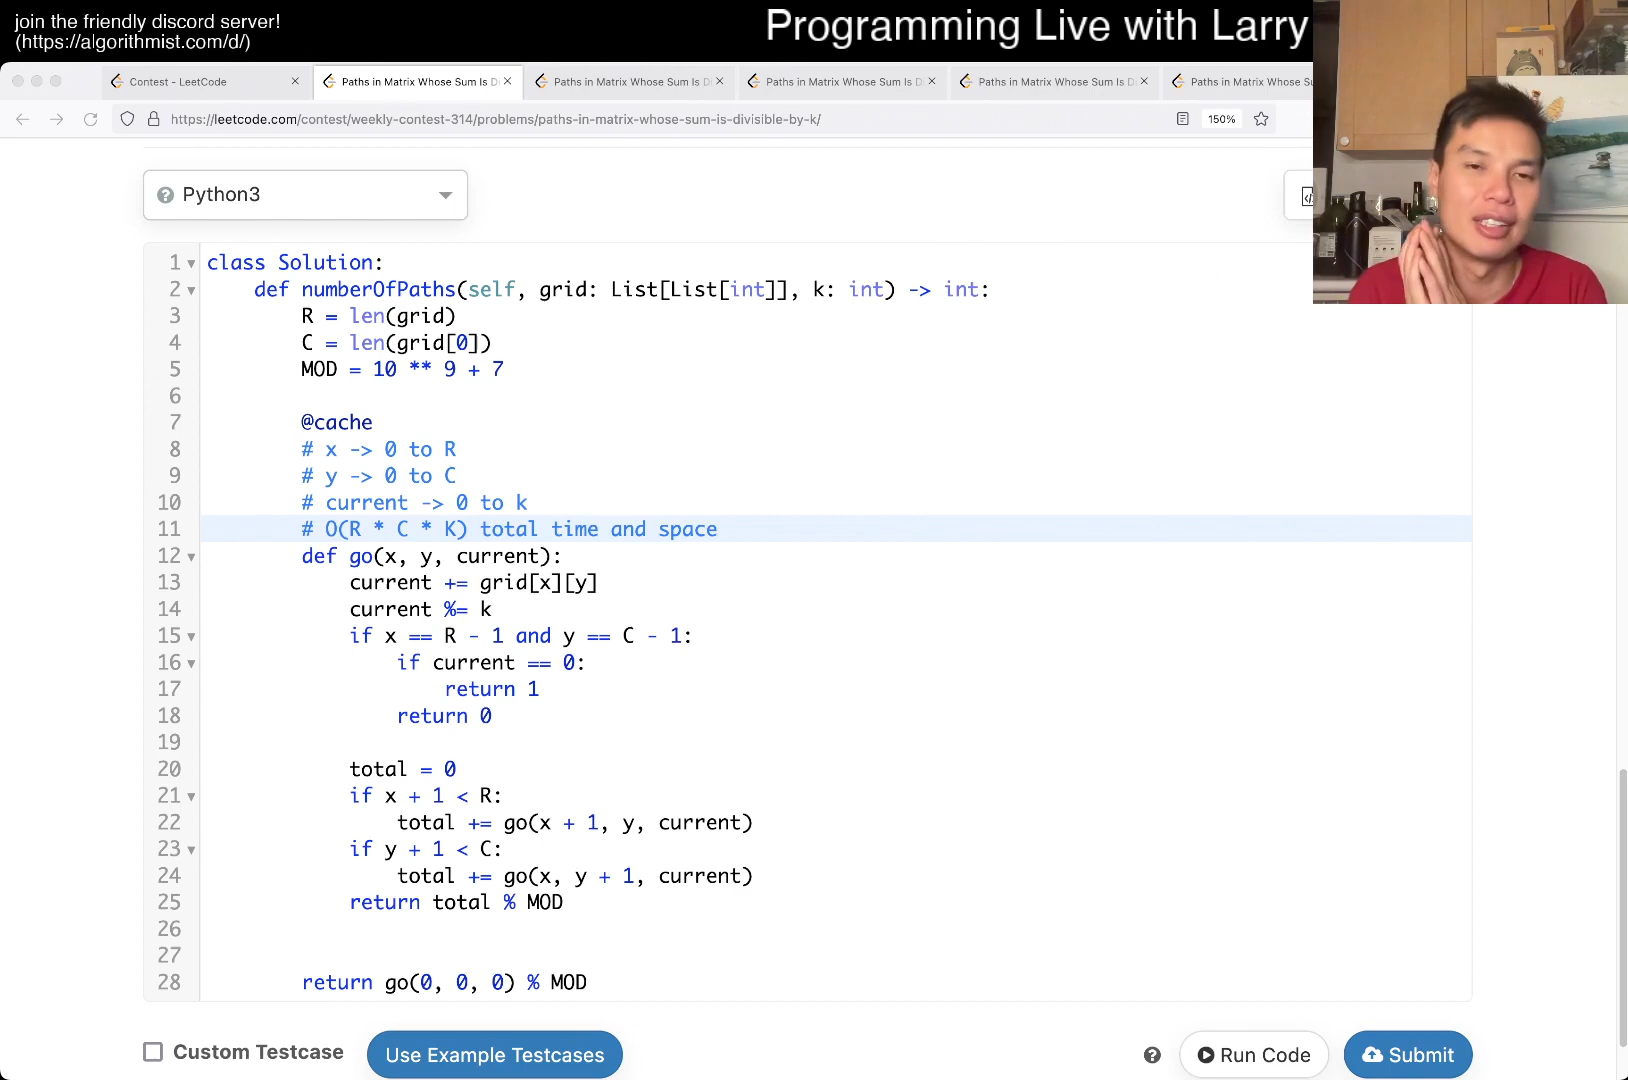 join the friendly discord server!
(https://algorithmist.com/d/)
Programming Live with Larry
Contest - LeetCode
Paths in Matrix Whose Sum Is D
Paths in Matrix Whose Sum Is D
Paths in Matrix Whose Sum Is D
Paths in Matrix Whose Sum Is D
Paths in Matrix Whose Su
https://leetcode.com/contest/weekly-contest-314/problems/paths-in-matrix-whose-sum-is-divisible-by-k/
150%
Python3
1 class Solution:
2 def numberOfPaths(self, grid: List[List[int]], k: int) -> int:
3 R = len(grid)
4 C = len(grid[0])
5 MOD = 10 ** 9 + 7
6
7 @cache
8 # x -> 0 to R
9 # y -> 0 to C
10 # current -> 0 to k
11 # O(R * C * K) total time and space
12 def go(x, y, current):
13 current += grid[x][y]
14 current %= k
15 if x == R - 1 and y == C - 1:
16 if current == 0:
17 return 1
18 return 0
19
20 total = 0
21 if x + 1 < R:
22 total += go(x + 1, y, current)
23 if y + 1 < C:
24 total += go(x, y + 1, current)
25 return total % MOD
26
27
28 return go(0, 0, 0) % MOD
Custom Testcase
Use Example Testcases
Run Code
Submit